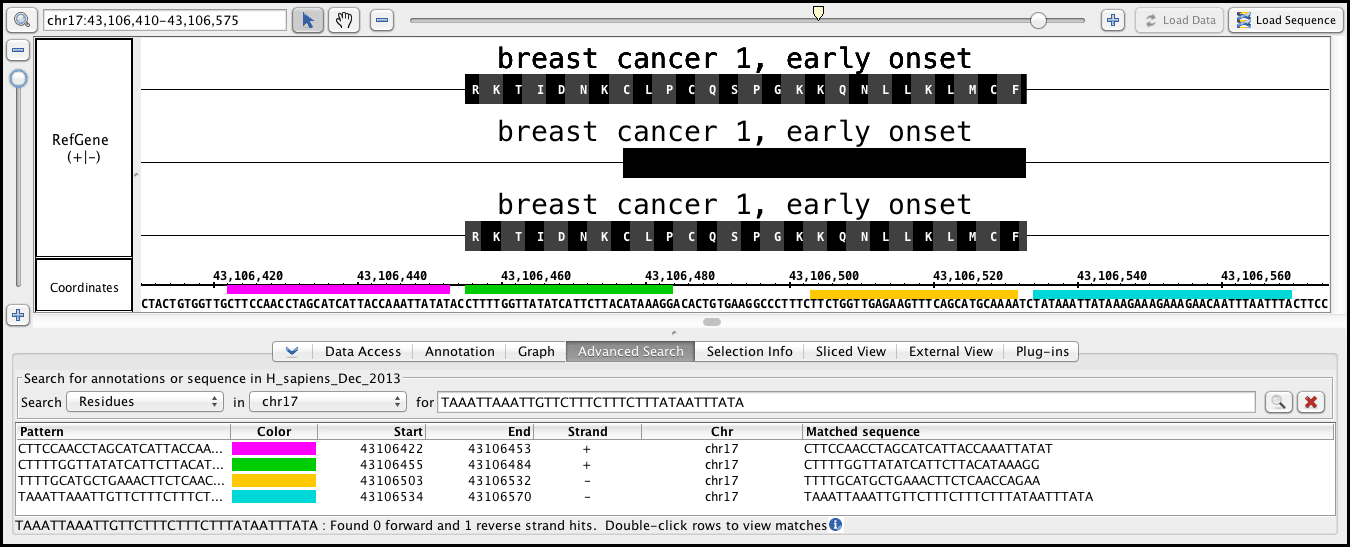 chr17:43,106,410-43,106,575 Load Data Load Sequence
breast cancer 1, early onset
R K T I D N K C L P C Q S P G K K Q N L L K L M C F
breast cancer 1, early onset
RefGene
(+|-)
breast cancer 1, early onset
R K T I D N K C L P C Q S P G K K Q N L L K L M C F
43,106,420 43,106,440 43,106,460 43,106,480 43,106,500 43,106,520 43,106,540 43,106,560
Coordinates
CTACTGTGGTTGCTTCCAACCTAGCATCATTACCAAATTATATACCTTTTGGTTATATCATTCTTACATAAAGGACACTGTGAAGGCCCTTTCTTCTGGTTGAGAAGTTTCAGCATGCAAAATCTATAAATTATAAAGAAAGAAAGAACAATTTAATTTACTTCC
Data Access Annotation Graph Advanced Search Selection Info Sliced View External View Plug-ins
Search for annotations or sequence in H_sapiens_Dec_2013
Search Residues in chr17 for TAAATTAAATTGTTCTTTCTTTCTTTATAATTTATA
Pattern Color Start End Strand Chr Matched sequence
CTTCCAACCTAGCATCATTACCAA... 43106422 43106453 + chr17 CTTCCAACCTAGCATCATTACCAAATTATAT
CTTTTGGTTATATCATTCTTACAT... 43106455 43106484 + chr17 CTTTTGGTTATATCATTCTTACATAAAGG
TTTTGCATGCTGAAACTTCTCAAC... 43106503 43106532 - chr17 TTTTGCATGCTGAAACTTCTCAACCAGAA
TAAATTAAATTGTTCTTTCTTTCT... 43106534 43106570 - chr17 TAAATTAAATTGTTCTTTCTTTCTTTATAATTTATA
TAAATTAAATTGTTCTTTCTTTCTTTATAATTTATA : Found 0 forward and 1 reverse strand hits. Double-click rows to view matches